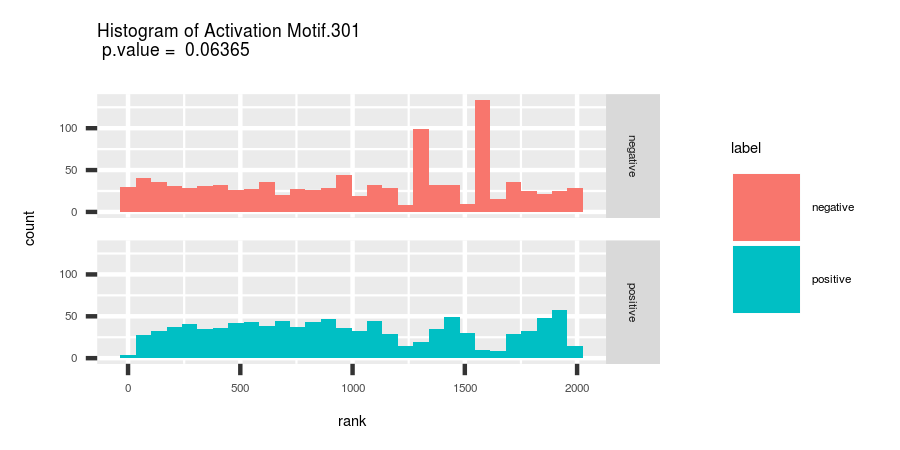 Histogram of Activation Motif.301
p.value =  0.06365
count
100
50
0
negative
100
50
0
positive
0 500 1000 1500 2000
rank
label
negative
positive